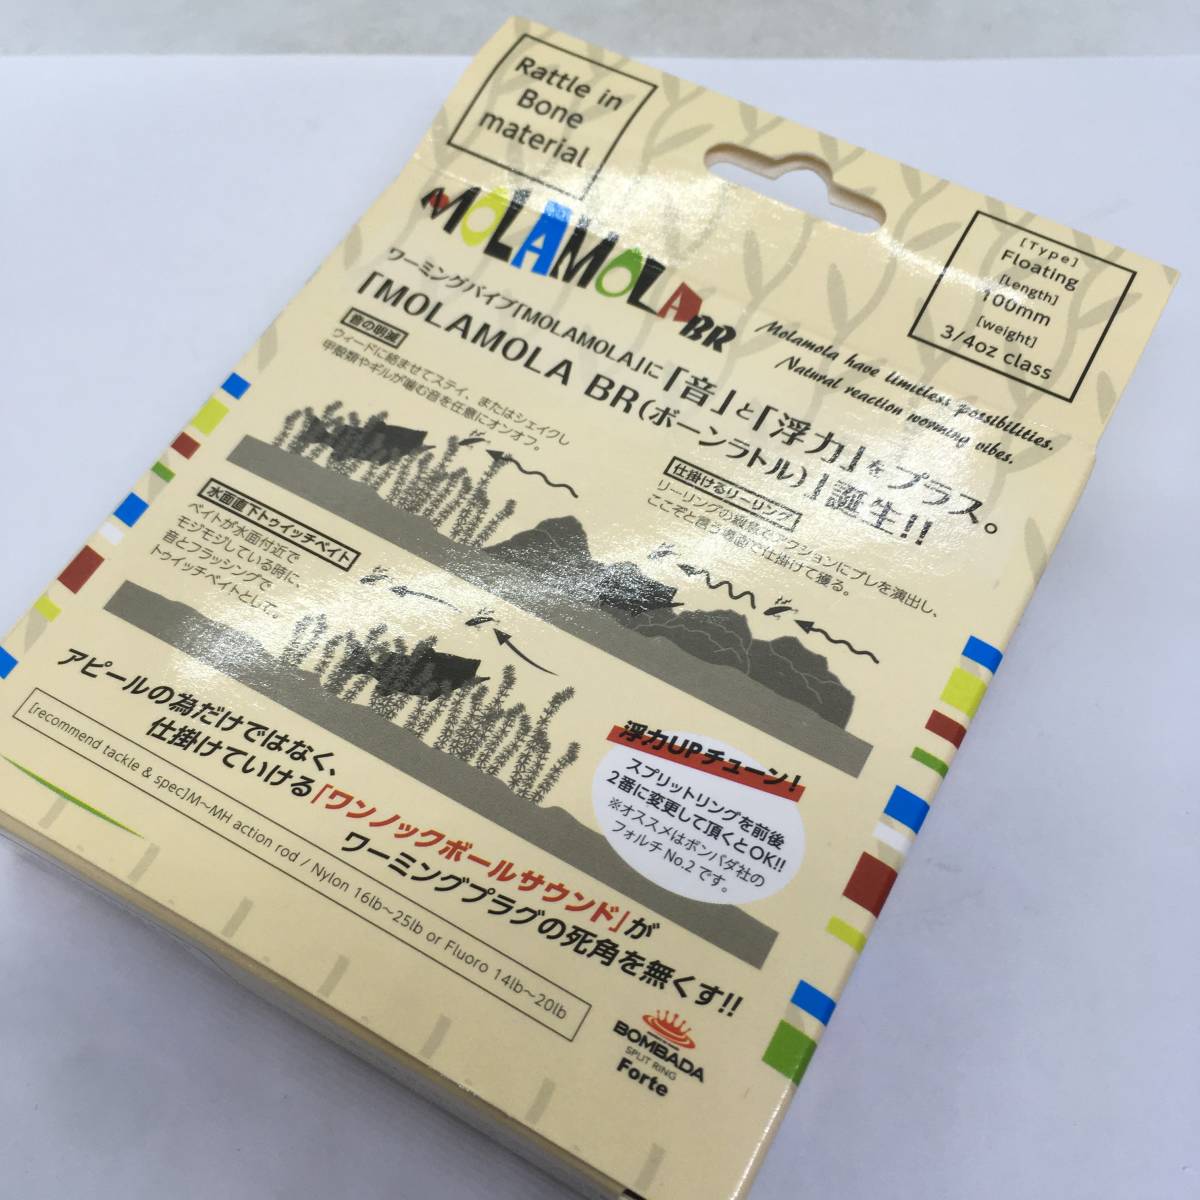 Rattle in
Bone
material
MOLAMOLA BR
[Type]
Floating
[Length]
100mm
[weight]
3/4oz class
Molamola have limitless possibilities.
Natural reaction worming vibes.
ワーミングバイブ「MOLAMOLA」に「音」と「浮力」をプラス。
「MOLAMOLA BR(ボーンラトル)」誕生!!
音の明滅
ウィードに絡ませてステイ、またはシェイクし
甲殻類やギルが噛む音を任意にオンオフ。
仕掛けるリーリング
リーリングの緩急でアクションにブレを演出し、
ここぞと言う場面で仕掛けて獲る。
水面直下トゥイッチベイト
ベイトが水面付近で
モジモジしている時に、
音とフラッシングで
トゥイッチベイトとして。
浮力UPチューン!
スプリットリングを前後
2番に変更して頂くとOK!!
※オススメはボンバダ社の
フォルテ No.2 です。
アピールの為だけではなく、
仕掛けていける「ワンノックボールサウンド」が
ワーミングプラグの死角を無くす!!
[recommend tackle & spec]M〜MH action rod / Nylon 16lb〜25lb or Fluoro 14lb〜20lb
BOMBADA
SPLIT RING
Forte